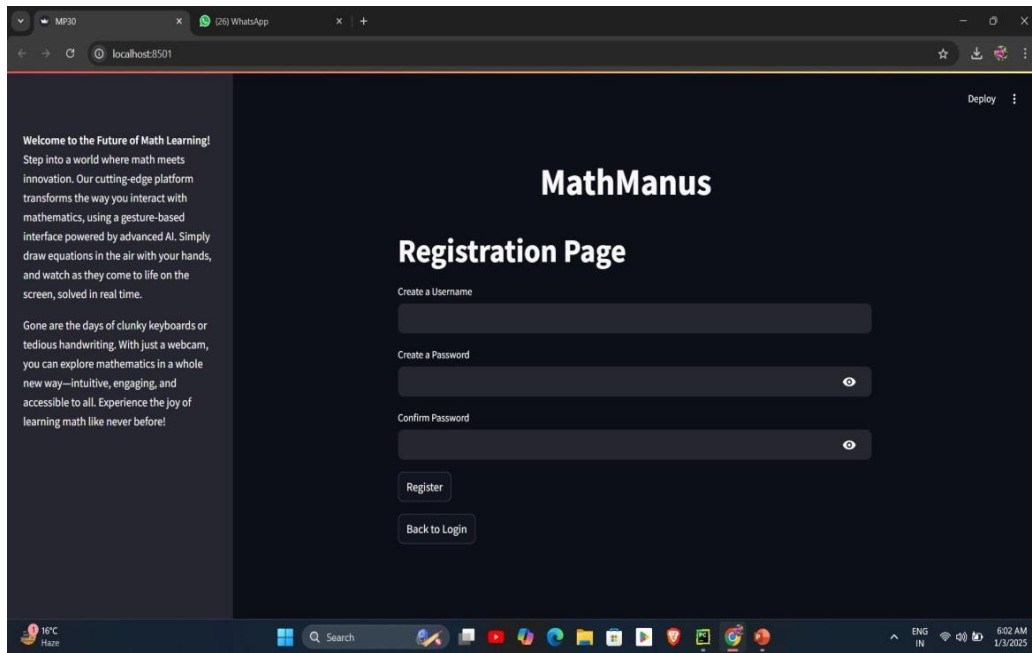 MP30
(26) WhatsApp
localhost:8501
Deploy
Welcome to the Future of Math Learning!
Step into a world where math meets
innovation. Our cutting-edge platform
transforms the way you interact with
mathematics, using a gesture-based
interface powered by advanced AI. Simply
draw equations in the air with your hands,
and watch as they come to life on the
screen, solved in real time.
Gone are the days of clunky keyboards or
tedious handwriting. With just a webcam,
you can explore mathematics in a whole
new way—intuitive, engaging, and
accessible to all. Experience the joy of
learning math like never before!
MathManus
Registration Page
Create a Username
Create a Password
Confirm Password
Register
Back to Login
1
16°C
Haze
Search
PC
ENG
IN
6:02 AM
1/3/2025